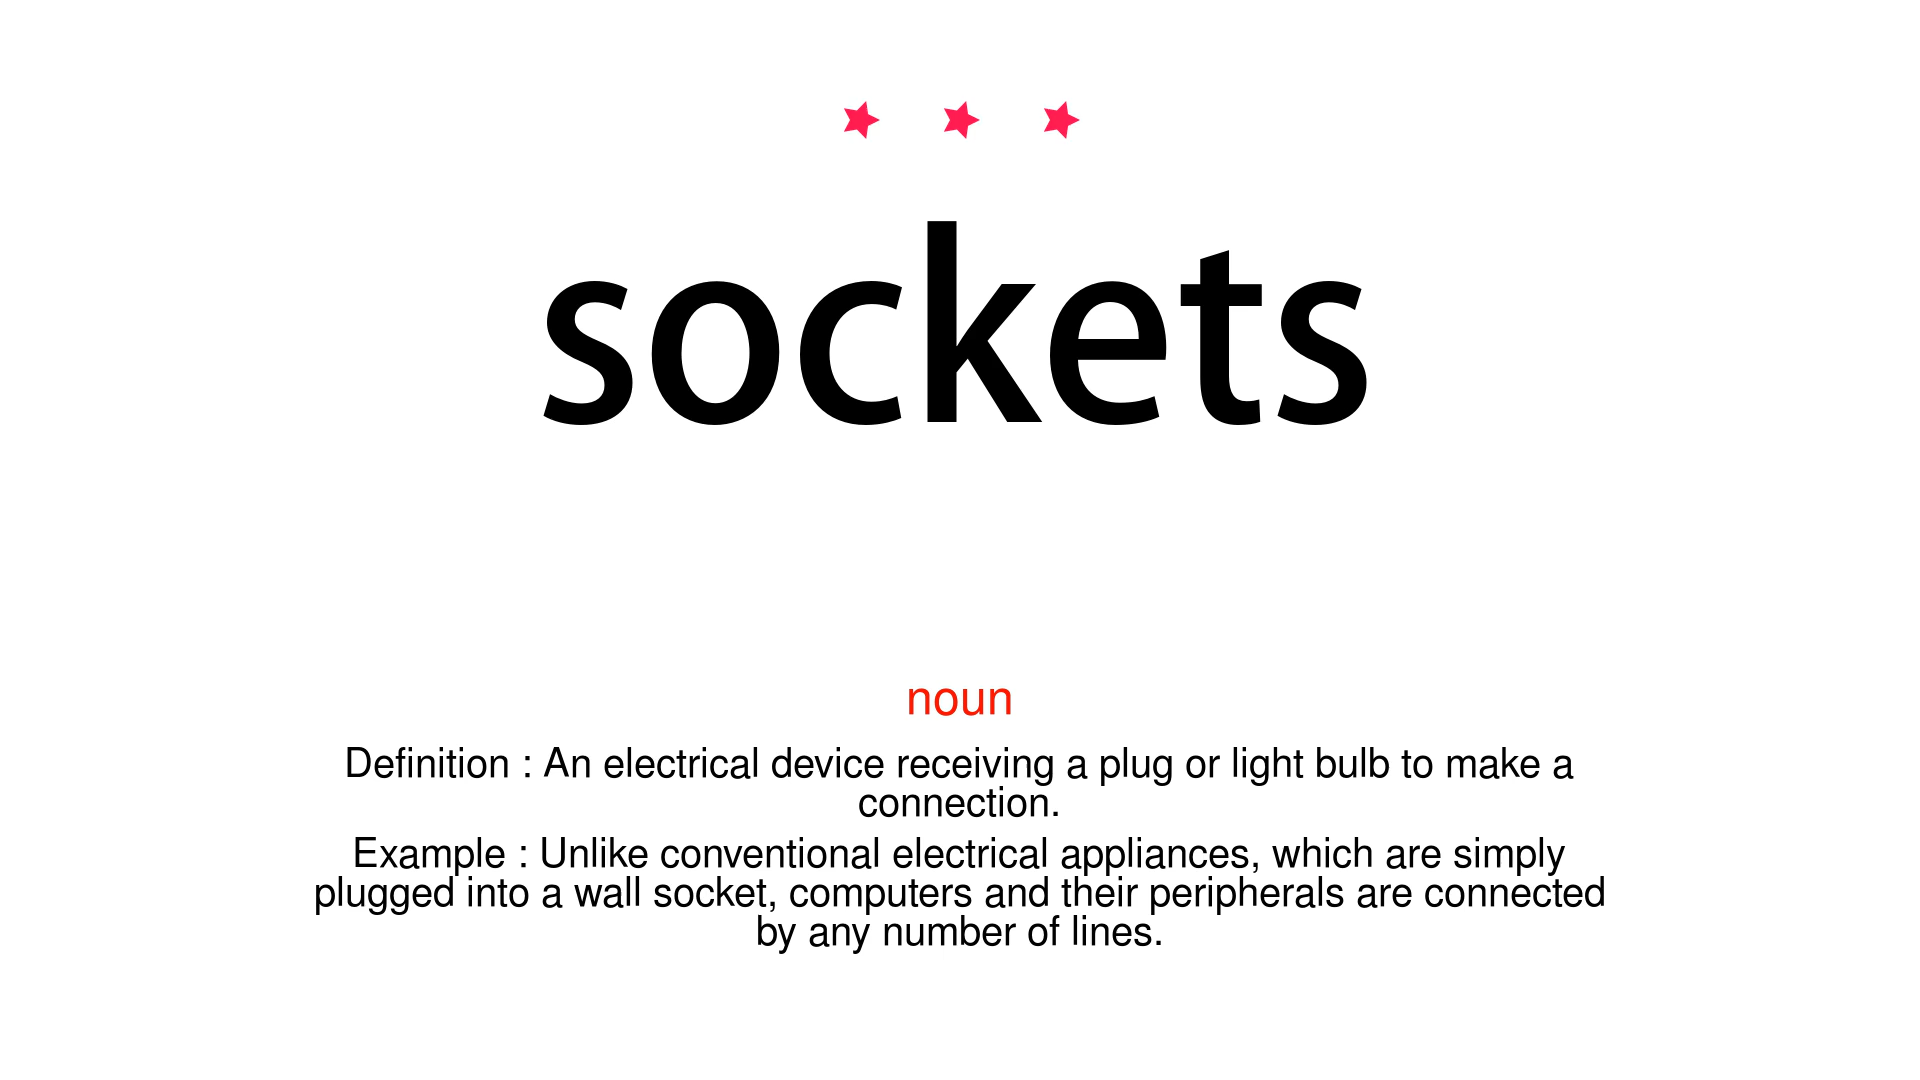 sockets
noun
Definition : An electrical device receiving a plug or light bulb to make a
connection.
Example : Unlike conventional electrical appliances, which are simply
plugged into a wall socket, computers and their peripherals are connected
by any number of lines.